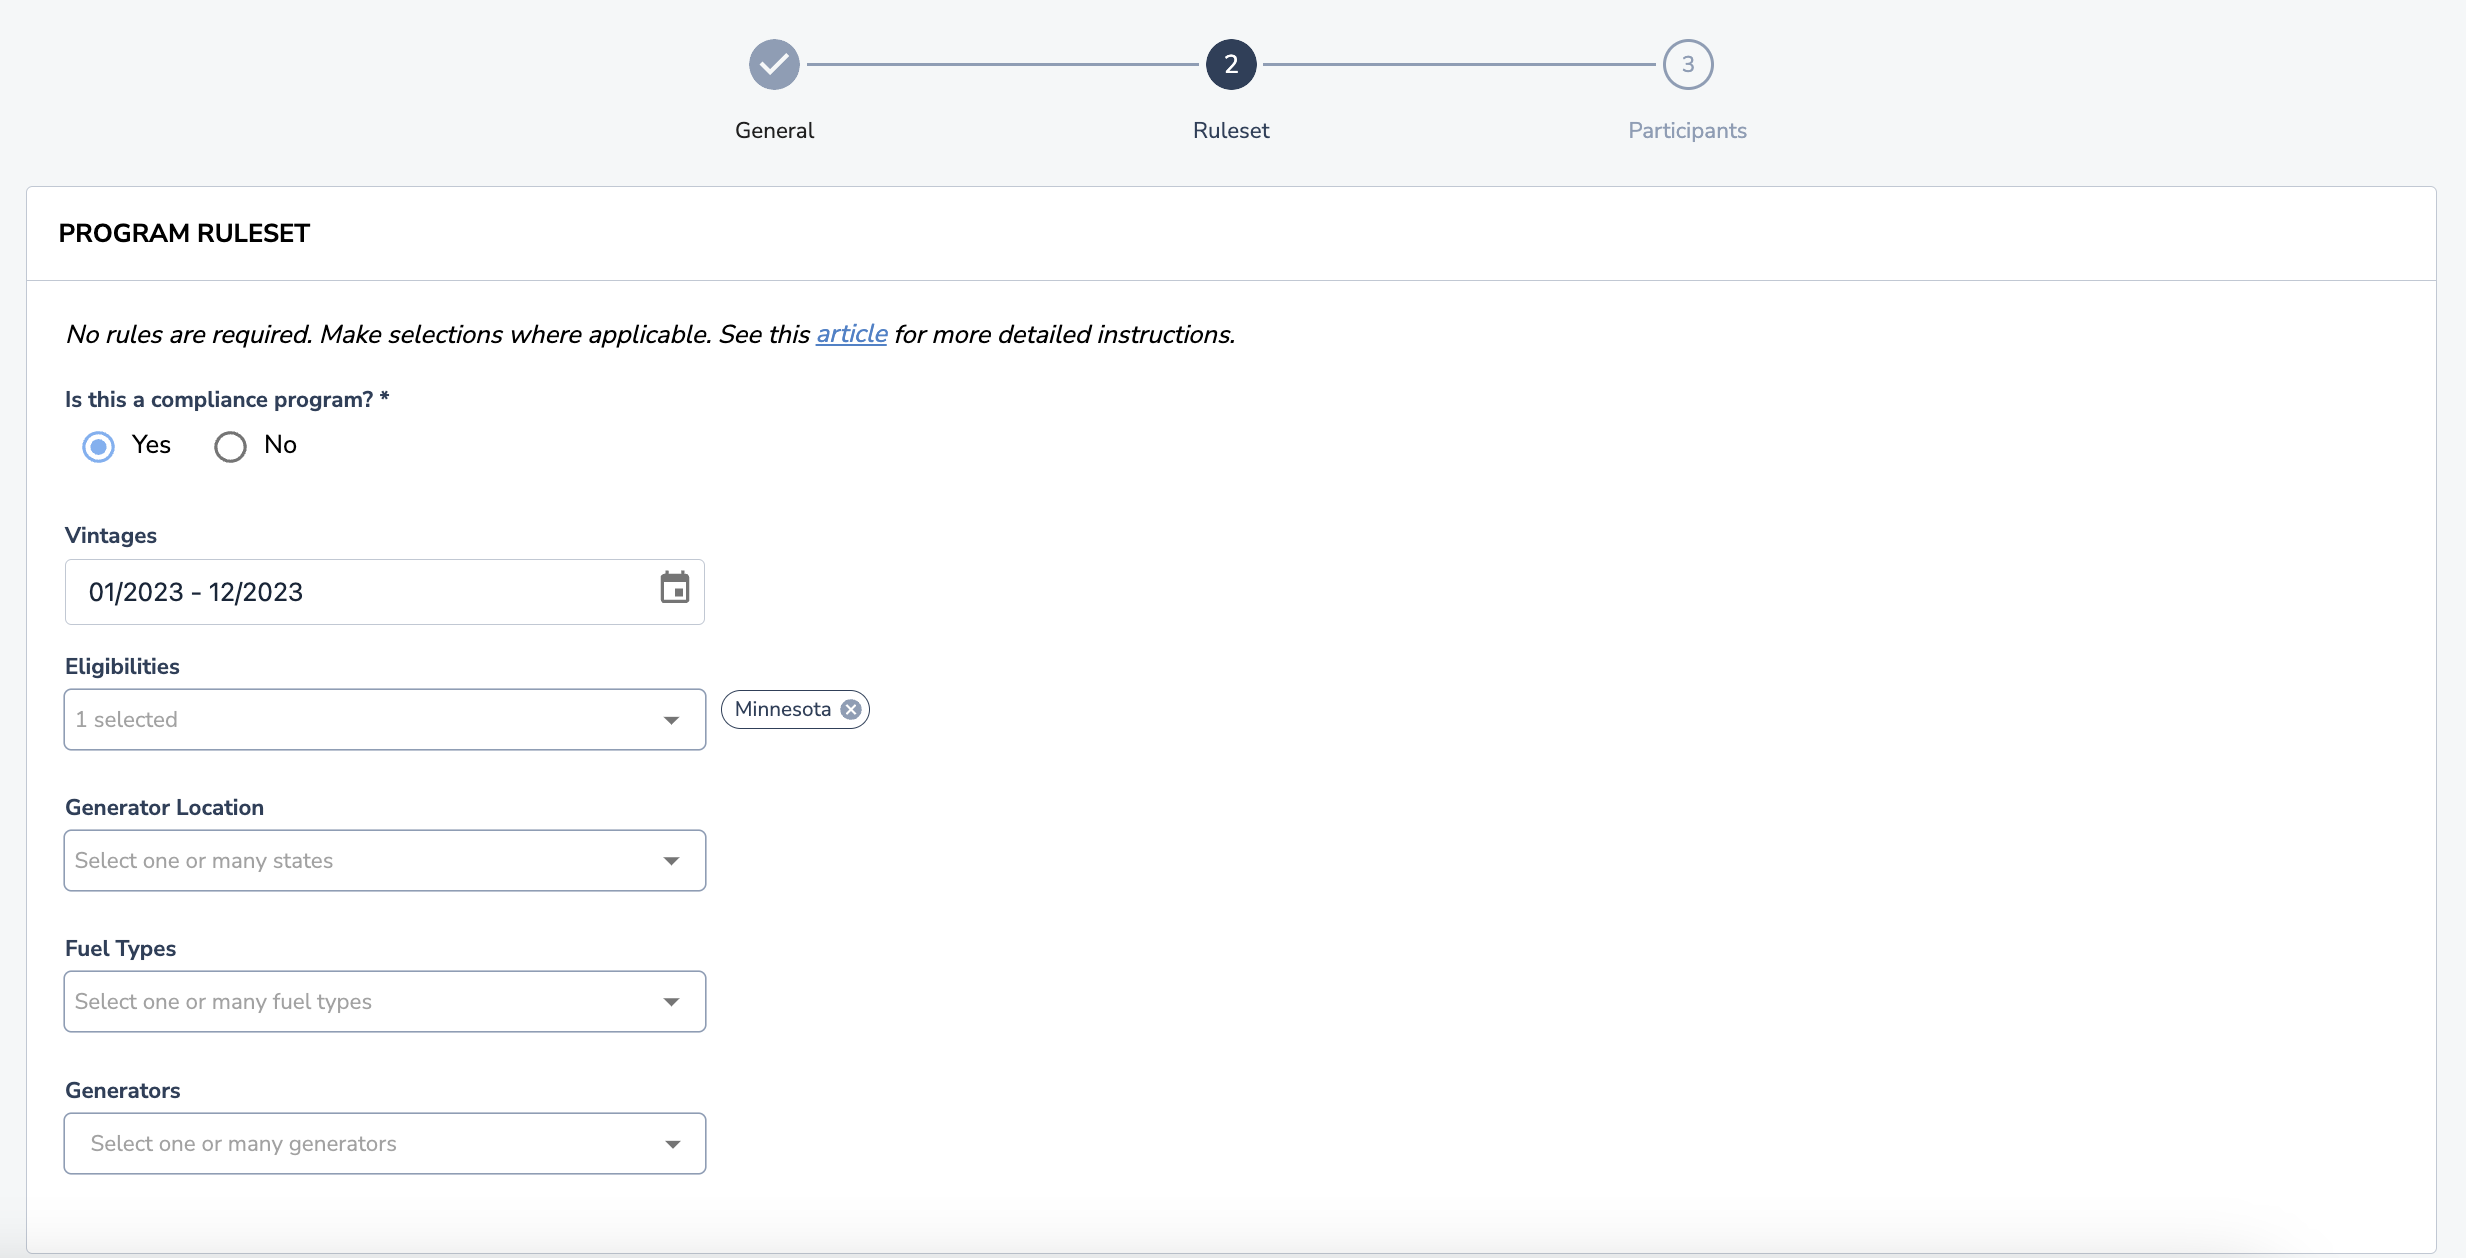 2
3
General
Ruleset
Participants
PROGRAM RULESET
No rules are required. Make selections where applicable. See this article for more detailed instructions.
Is this a compliance program? *
Yes
No
Vintages
01/2023 - 12/2023
Eligibilities
1 selected
Minnesota
Generator Location
Select one or many states
Fuel Types
Select one or many fuel types
Generators
Select one or many generators